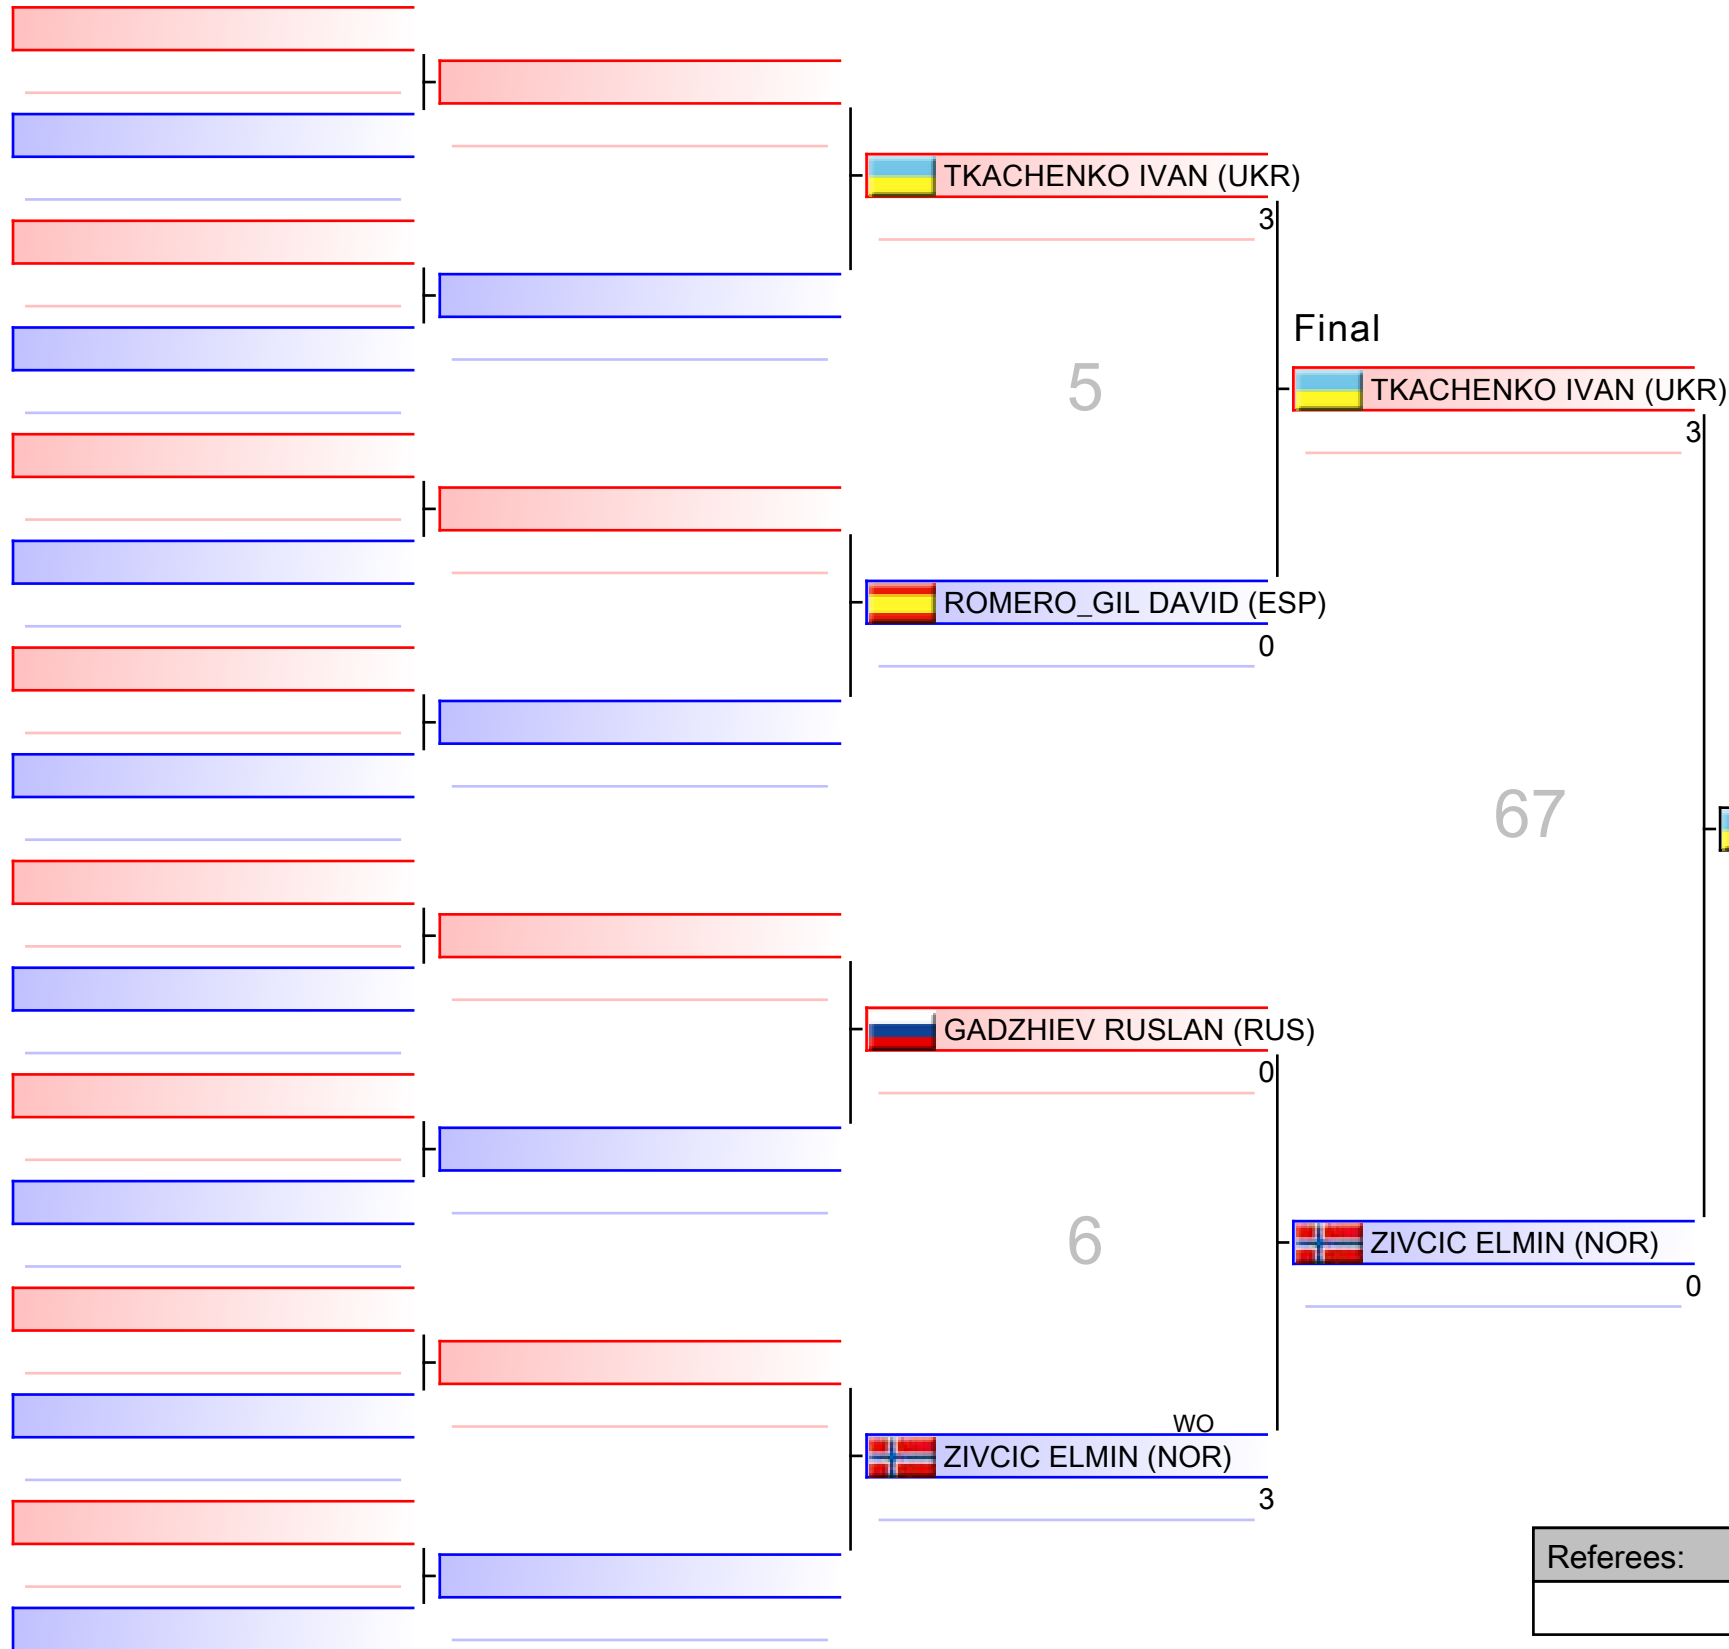 TKACHENKO IVAN (UKR)
3
Final
5
TKACHENKO IVAN (UKR)
3
ROMERO_GIL DAVID (ESP)
0
67
GADZHIEV RUSLAN (RUS)
0
6
ZIVCIC ELMIN (NOR)
0
WO
ZIVCIC ELMIN (NOR)
3
Referees: